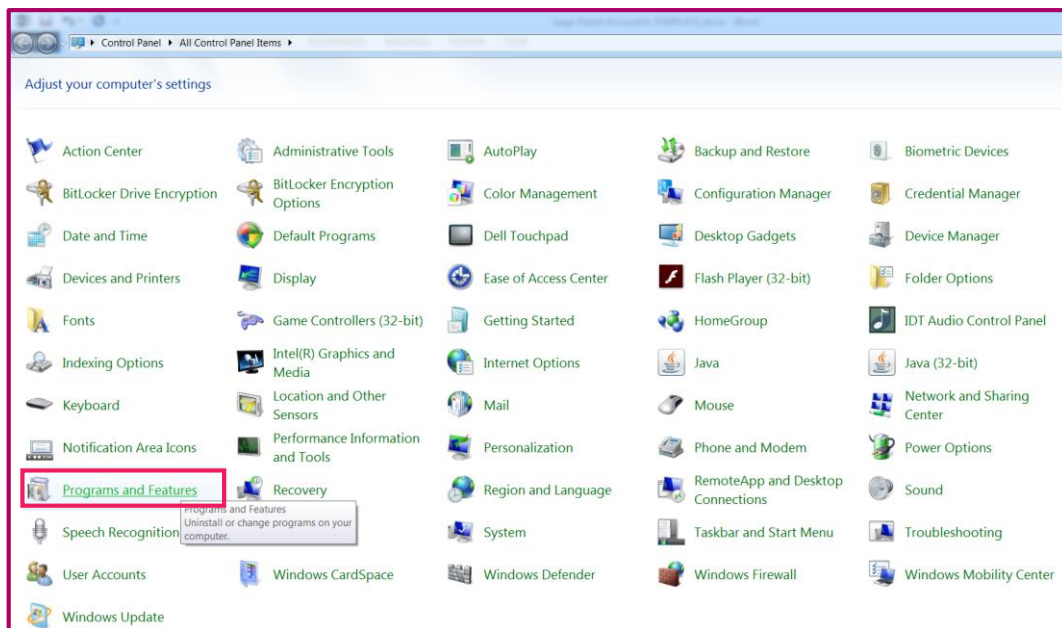 Control Panel ▸ All Control Panel Items ▸
Adjust your computer's settings
Action Center
Administrative Tools
AutoPlay
Backup and Restore
Biometric Devices
BitLocker Drive Encryption
BitLocker Encryption
Options
Color Management
Configuration Manager
Credential Manager
Date and Time
Default Programs
Dell Touchpad
Desktop Gadgets
Device Manager
Devices and Printers
Display
Ease of Access Center
Flash Player (32-bit)
Folder Options
Fonts
Game Controllers (32-bit)
Getting Started
HomeGroup
IDT Audio Control Panel
Indexing Options
Intel(R) Graphics and
Media
Internet Options
Java
Java (32-bit)
Keyboard
Location and Other
Sensors
Mail
Mouse
Network and Sharing
Center
Notification Area Icons
Performance Information
and Tools
Personalization
Phone and Modem
Power Options
Programs and Features
Recovery
Region and Language
RemoteApp and Desktop
Connections
Sound
Programs and Features
Uninstall or change programs on your
computer.
Speech Recognition
System
Taskbar and Start Menu
Troubleshooting
User Accounts
Windows CardSpace
Windows Defender
Windows Firewall
Windows Mobility Center
Windows Update